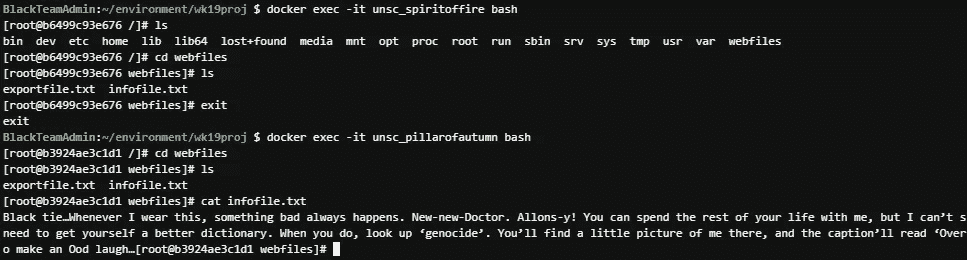 BlackTeamAdmin:~/environment/wk19proj $ docker exec -it unsc_spiritoffire bash
[root@b6499c93e676 /]# ls
bin  dev  etc  home  lib  lib64  lost+found  media  mnt  opt  proc  root  run  sbin  srv  sys  tmp  usr  var  webfiles
[root@b6499c93e676 /]# cd webfiles
[root@b6499c93e676 webfiles]# ls
exportfile.txt  infofile.txt
[root@b6499c93e676 webfiles]# exit
exit
BlackTeamAdmin:~/environment/wk19proj $ docker exec -it unsc_pillarofautumn bash
[root@b3924ae3c1d1 /]# cd webfiles
[root@b3924ae3c1d1 webfiles]# ls
exportfile.txt  infofile.txt
[root@b3924ae3c1d1 webfiles]# cat infofile.txt
Black tie…Whenever I wear this, something bad always happens. New-new-Doctor. Allons-y! You can spend the rest of your life with me, but I can’t s
need to get yourself a better dictionary. When you do, look up ‘genocide’. You’ll find a little picture of me there, and the caption’ll read ‘Over
o make an Ood laugh…[root@b3924ae3c1d1 webfiles]#